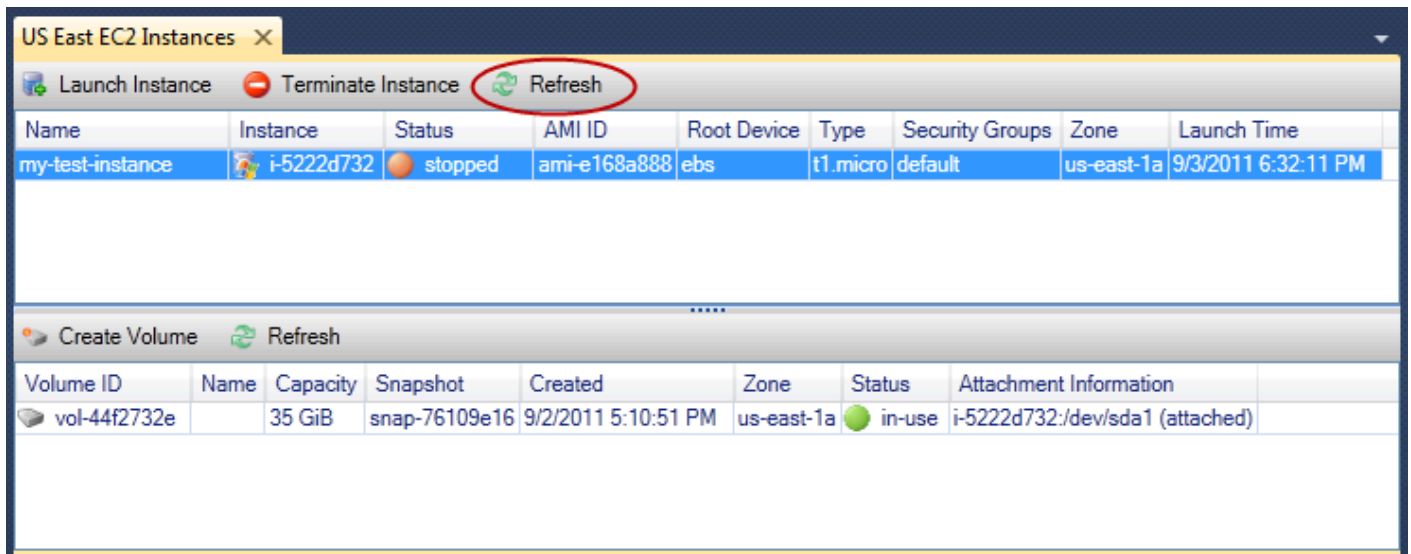 US East EC2 Instances
Launch Instance Terminate Instance Refresh
Name Instance Status AMI ID Root Device Type Security Groups Zone Launch Time
my-test-instance i-5222d732 stopped ami-e168a888 ebs t1.micro default us-east-1a 9/3/2011 6:32:11 PM
Create Volume Refresh
Volume ID Name Capacity Snapshot Created Zone Status Attachment Information
vol-44f2732e 35 GiB snap-76109e16 9/2/2011 5:10:51 PM us-east-1a in-use i-5222d732:/dev/sda1 (attached)